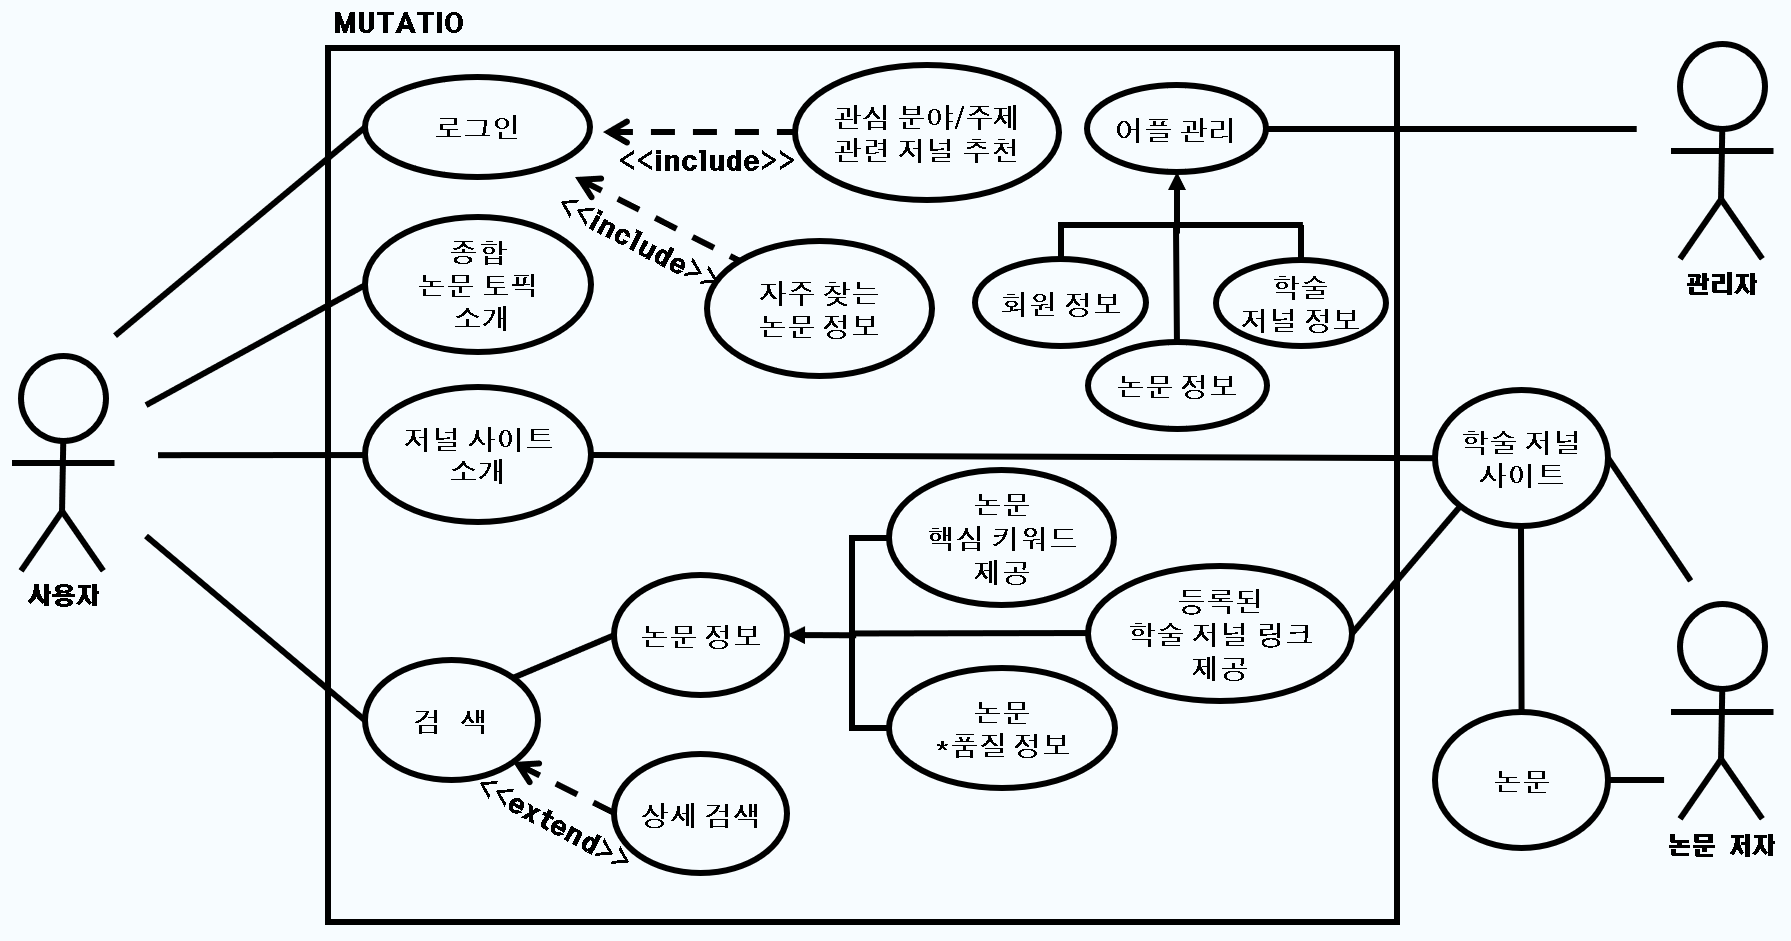 MUTATIO
로그인
<<include>>
관심 분야/주제
관련 저널 추천
어플 관리
관리자
종합
논문 토픽
소개
<<include>>
자주 찾는
논문 정보
회원 정보
학술
저널 정보
논문 정보
사용자
저널 사이트
소개
학술 저널
사이트
논문
핵심 키워드
제공
논문 정보
등록된
학술 저널 링크
제공
검 색
논문
*품질 정보
<<extend>>
상세 검색
논문
논문 저자